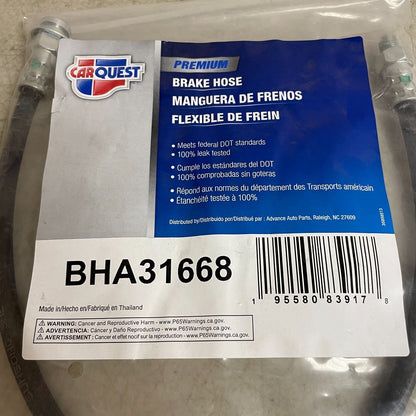 CARQUEST
PREMIUM
BRAKE HOSE
MANGUERA DE FRENOS
FLEXIBLE DE FREIN
• Meets federal DOT standards
• 100% leak tested
• Cumple los estándares del DOT
• 100% comprobadas sin goteras
• Répond aux normes du département des Transports américain
• Étanchéité testée à 100%
Distributed by/Distribuido por/Distribué par : Advance Auto Parts, Raleigh, NC 27609
BHA31668
1 95580 83917 8
Made in/Hecho en/Fabriqué en Thailand
WARNING: Cancer and Reproductive Harm - www.P65Warnings.ca.gov.
ADVERTENCIA: Cáncer y Daño Reproductivo - www.P65Warnings.ca.gov.
AVERTISSEMENT: Cancer et effet nocif sur la reproduction - www.P65Warnings.ca.gov.